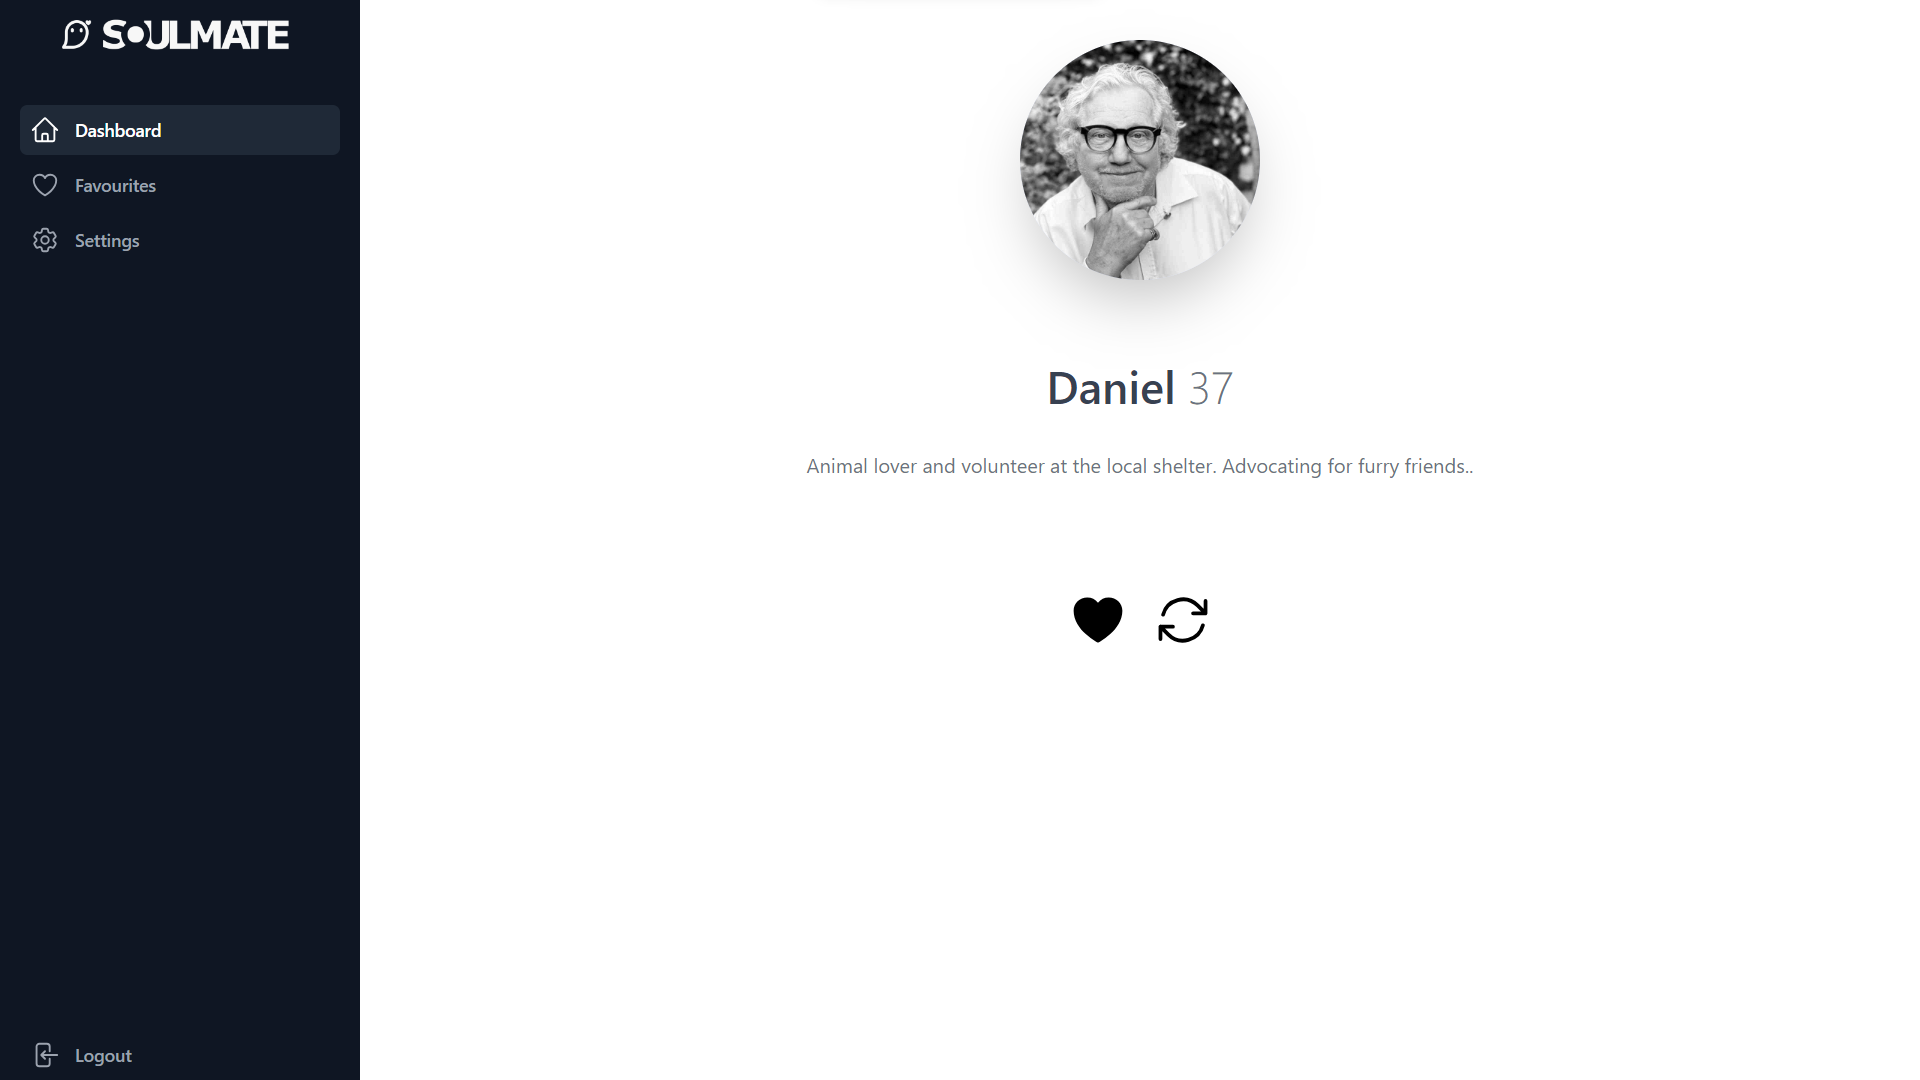 SOULMATE
Dashboard
Favourites
Settings
Logout
Daniel 37
Animal lover and volunteer at the local shelter. Advocating for furry friends..